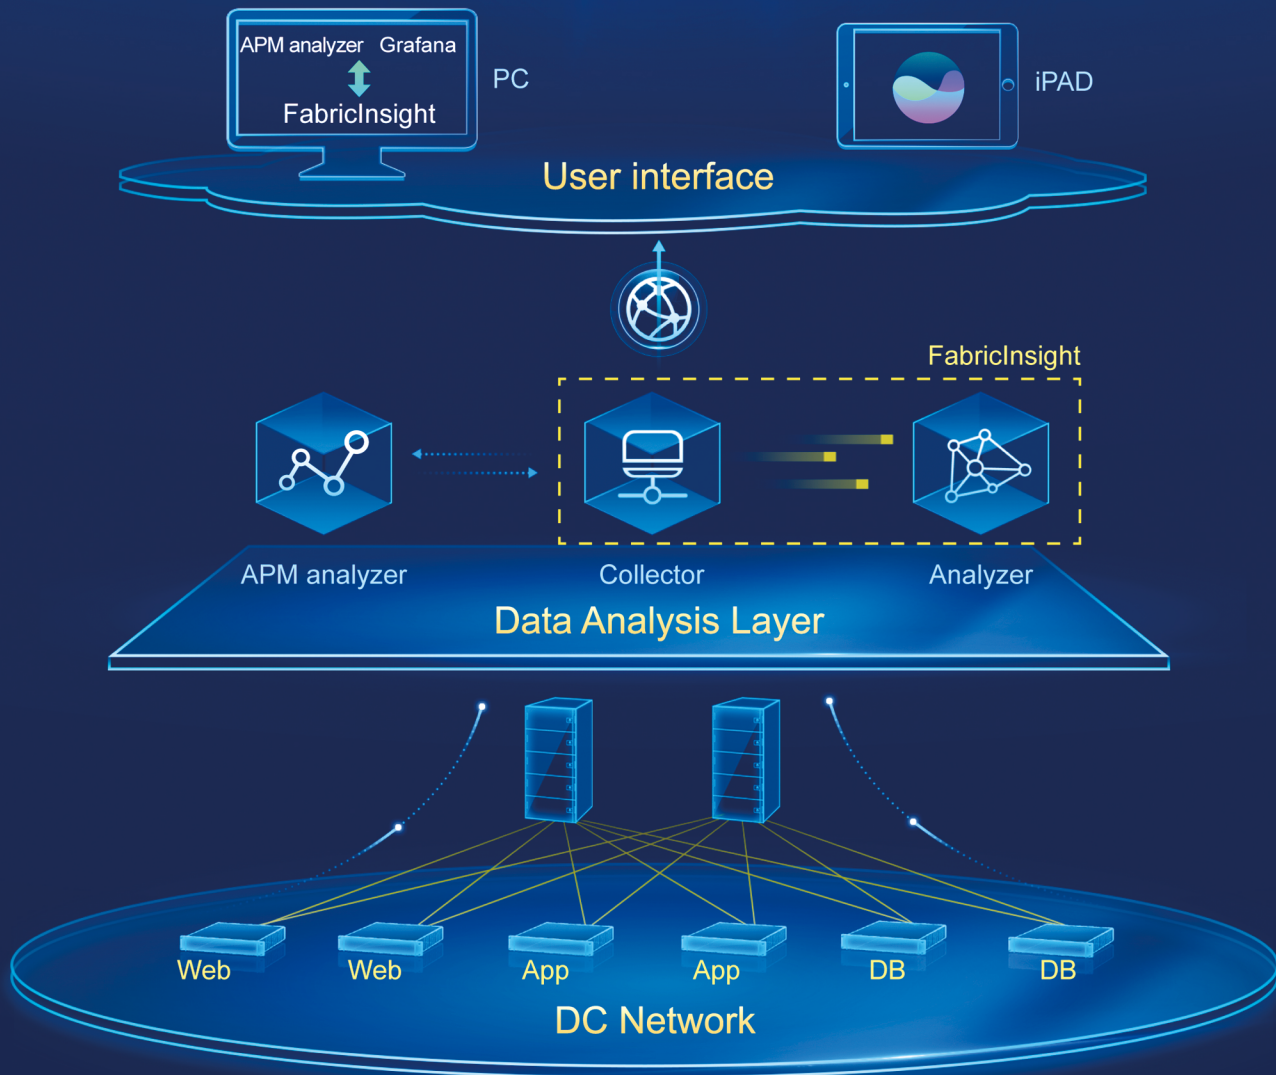 APM analyzer Grafana
FabricInsight
PC
iPAD
User interface
FabricInsight
APM analyzer
Collector
Analyzer
Data Analysis Layer
Web
Web
App
App
DB
DB
DC Network